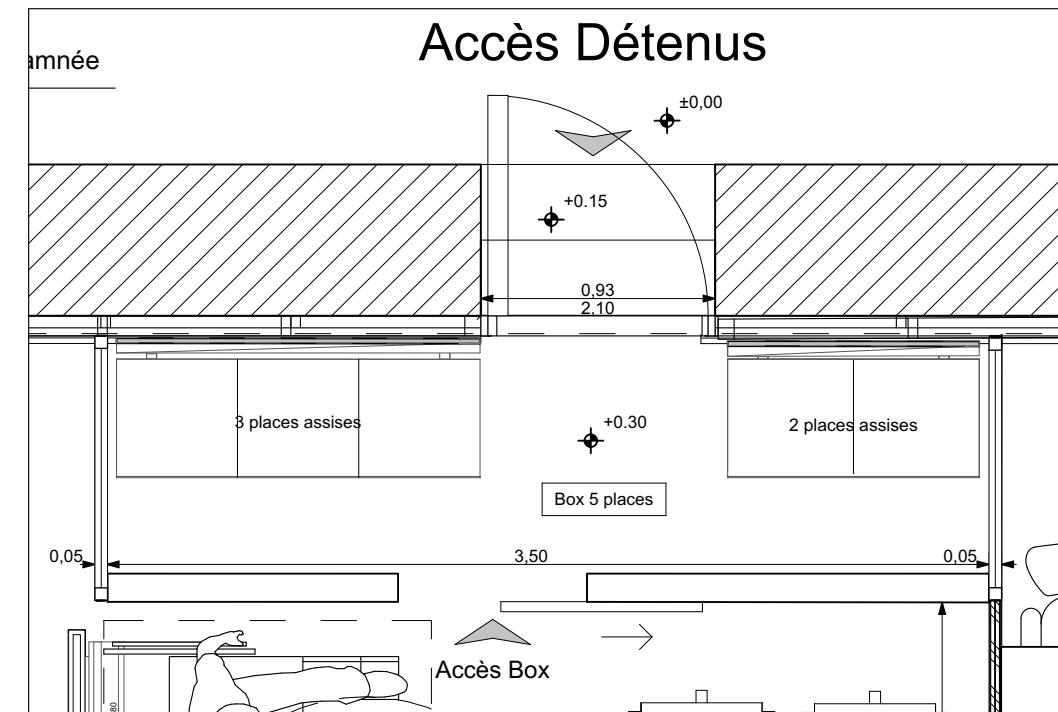 Accès Détenus
amnée
±0,00
+0.15
0,93
2,10
3 places assises
+0.30
2 places assises
Box 5 places
0,05
3,50
0,05
Accès Box
80